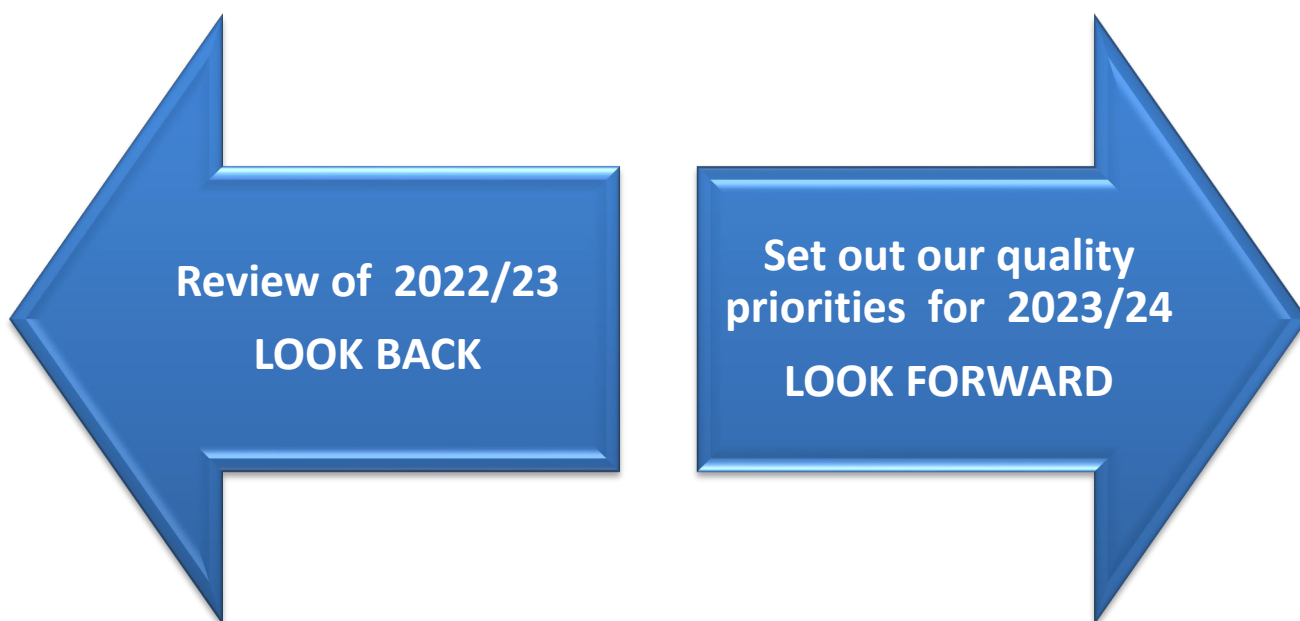 Review of 2022/23
LOOK BACK
Set out our quality
priorities for 2023/24
LOOK FORWARD